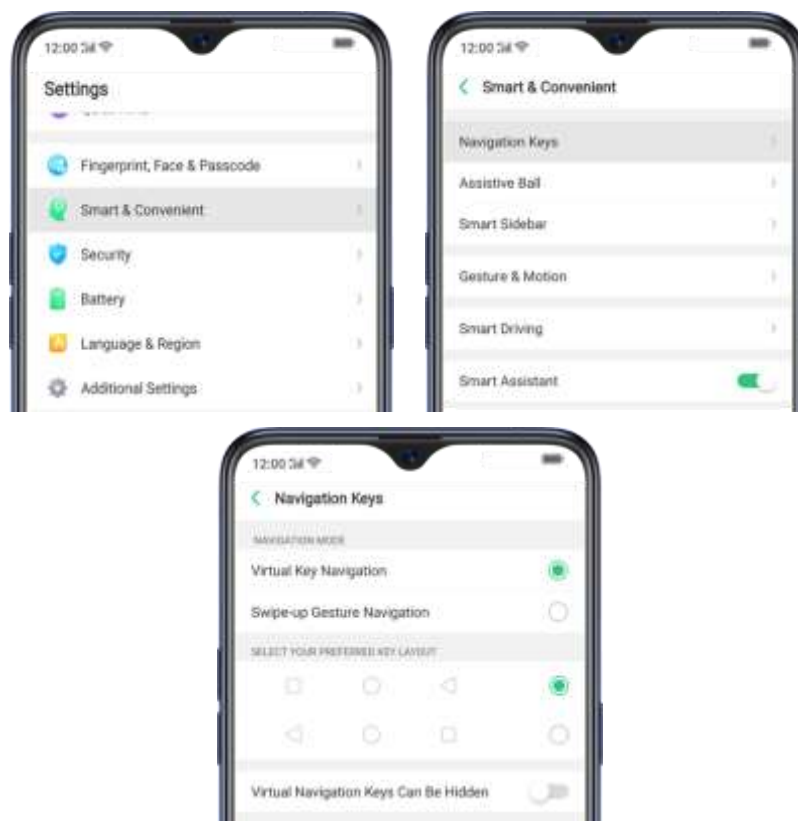 12:00
Settings
Fingerprint, Face & Passcode
Smart & Convenient
Security
Battery
Language & Region
Additional Settings
12:00
Smart & Convenient
Navigation Keys
Assistive Ball
Smart Sidebar
Gesture & Motion
Smart Driving
Smart Assistant
12:00
Navigation Keys
NAVIGATION MODE
Virtual Key Navigation
Swipe-up Gesture Navigation
SELECT YOUR PREFERRED KEY LAYOUT
Virtual Navigation Keys Can Be Hidden